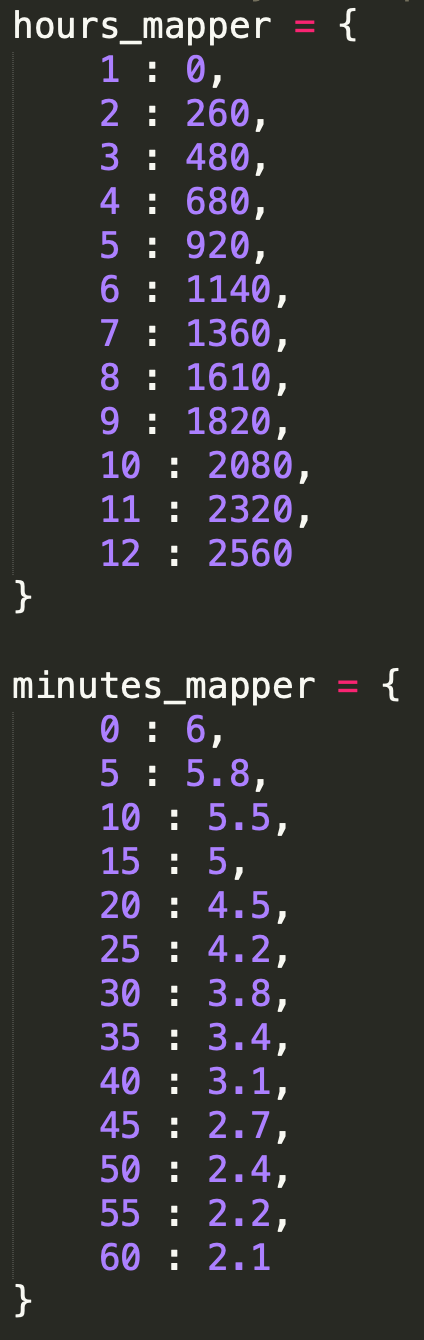 hours_mapper = {
    1 : 0,
    2 : 260,
    3 : 480,
    4 : 680,
    5 : 920,
    6 : 1140,
    7 : 1360,
    8 : 1610,
    9 : 1820,
    10 : 2080,
    11 : 2320,
    12 : 2560
}

minutes_mapper = {
    0 : 6,
    5 : 5.8,
    10 : 5.5,
    15 : 5,
    20 : 4.5,
    25 : 4.2,
    30 : 3.8,
    35 : 3.4,
    40 : 3.1,
    45 : 2.7,
    50 : 2.4,
    55 : 2.2,
    60 : 2.1
}